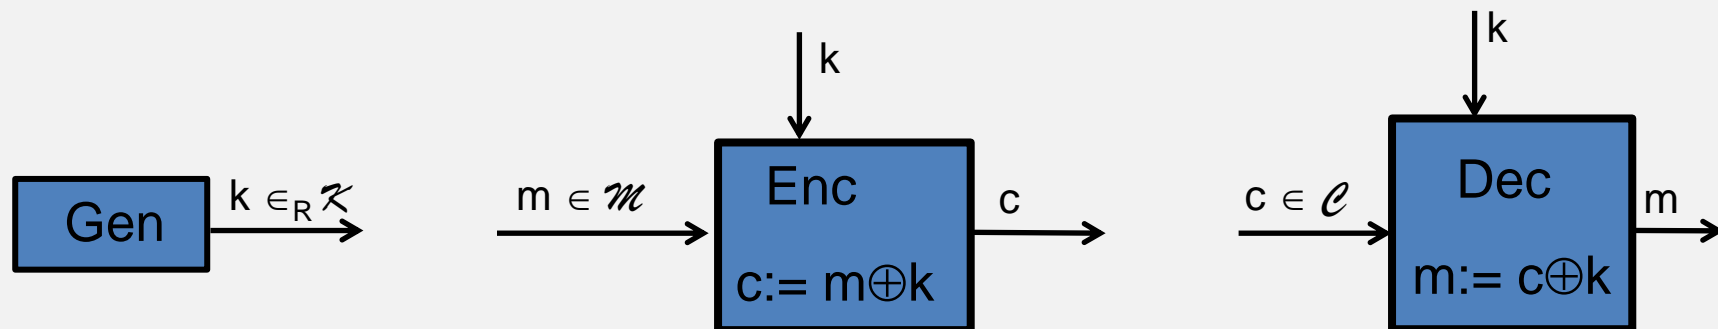 Gen
k ∈R 𝒦
k
m ∈ ℳ
Enc
c:= m⊕k
c
k
c ∈ 𝒞
Dec
m:= c⊕k
m